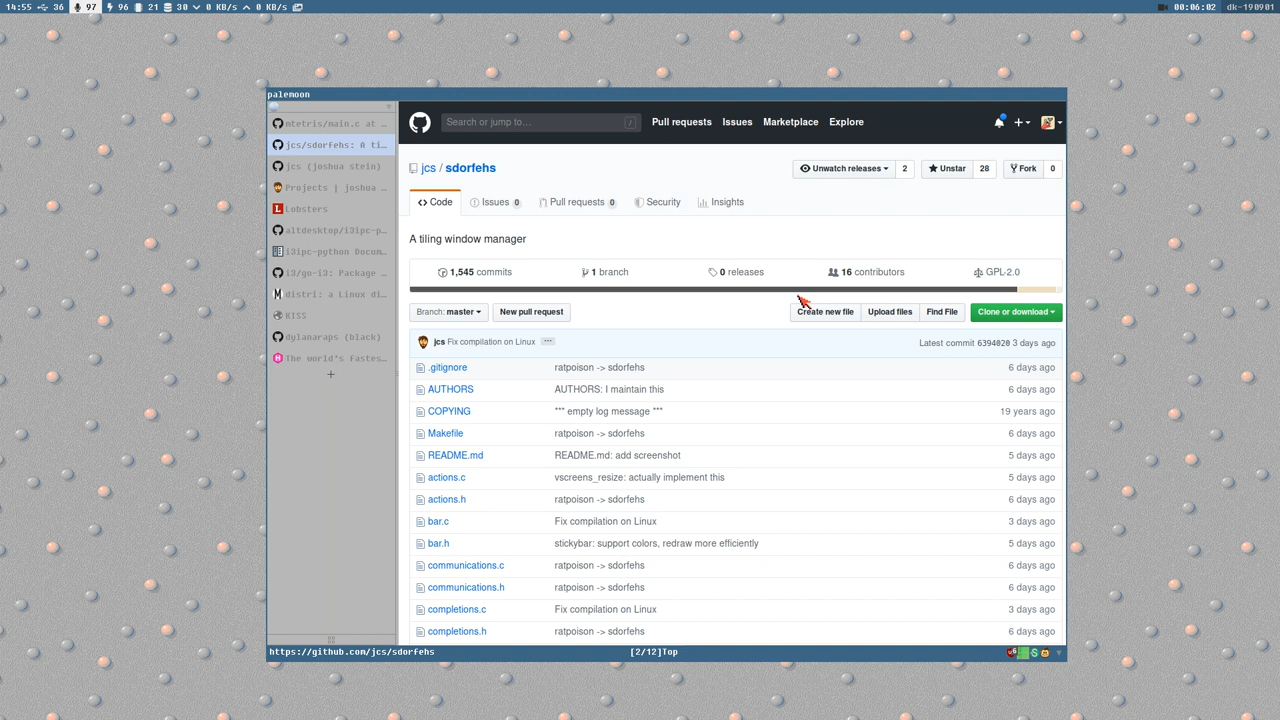 14:55 36 97 96 21 30 0 KB/s 0 KB/s 00:06:02 dk-190901
palemoon
mtetris/main.c at …
jcs/sdorfehs: A ti…
jcs (joshua stein)
Projects | joshua …
Lobsters
altdesktop/i3ipc-p…
i3ipc-python Docum…
i3/go-i3: Package …
distri: a Linux di…
KISS
dylanaraps (black)
The world's fastes…
+
Search or jump to… / Pull requests Issues Marketplace Explore
jcs / sdorfehs Unwatch releases 2 Unstar 28 Fork 0
Code Issues 0 Pull requests 0 Security Insights
A tiling window manager
1,545 commits 1 branch 0 releases 16 contributors GPL-2.0
Branch: master New pull request Create new file Upload files Find File Clone or download
jcs Fix compilation on Linux … Latest commit 6394020 3 days ago
.gitignore ratpoison -> sdorfehs 6 days ago
AUTHORS AUTHORS: I maintain this 6 days ago
COPYING *** empty log message *** 19 years ago
Makefile ratpoison -> sdorfehs 6 days ago
README.md README.md: add screenshot 5 days ago
actions.c vscreens_resize: actually implement this 5 days ago
actions.h ratpoison -> sdorfehs 6 days ago
bar.c Fix compilation on Linux 3 days ago
bar.h stickybar: support colors, redraw more efficiently 5 days ago
communications.c ratpoison -> sdorfehs 6 days ago
communications.h ratpoison -> sdorfehs 6 days ago
completions.c Fix compilation on Linux 3 days ago
completions.h ratpoison -> sdorfehs 6 days ago
https://github.com/jcs/sdorfehs [2/12]Top 6 S